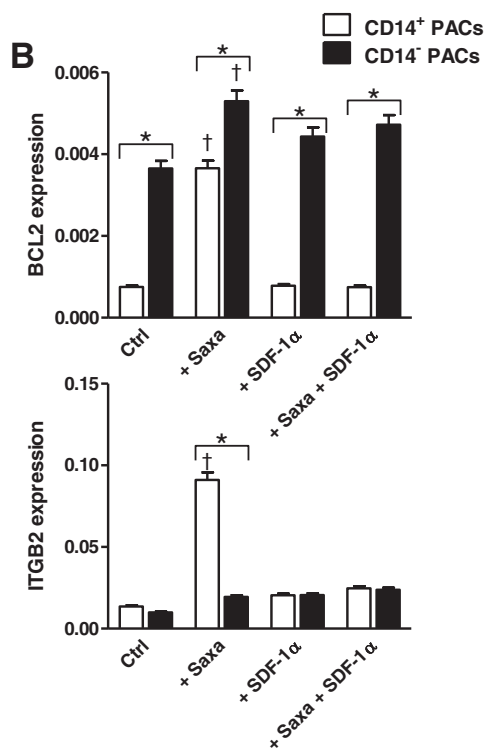 CD14⁺ PACs
CD14⁻ PACs
B
BCL2 expression
0.006
0.004
0.002
0.000
*
*
†
†
*
*
Ctrl
+ Saxa
+ SDF-1α
+ Saxa + SDF-1α
ITGB2 expression
0.15
0.10
0.05
0.00
*
†
Ctrl
+ Saxa
+ SDF-1α
+ Saxa + SDF-1α